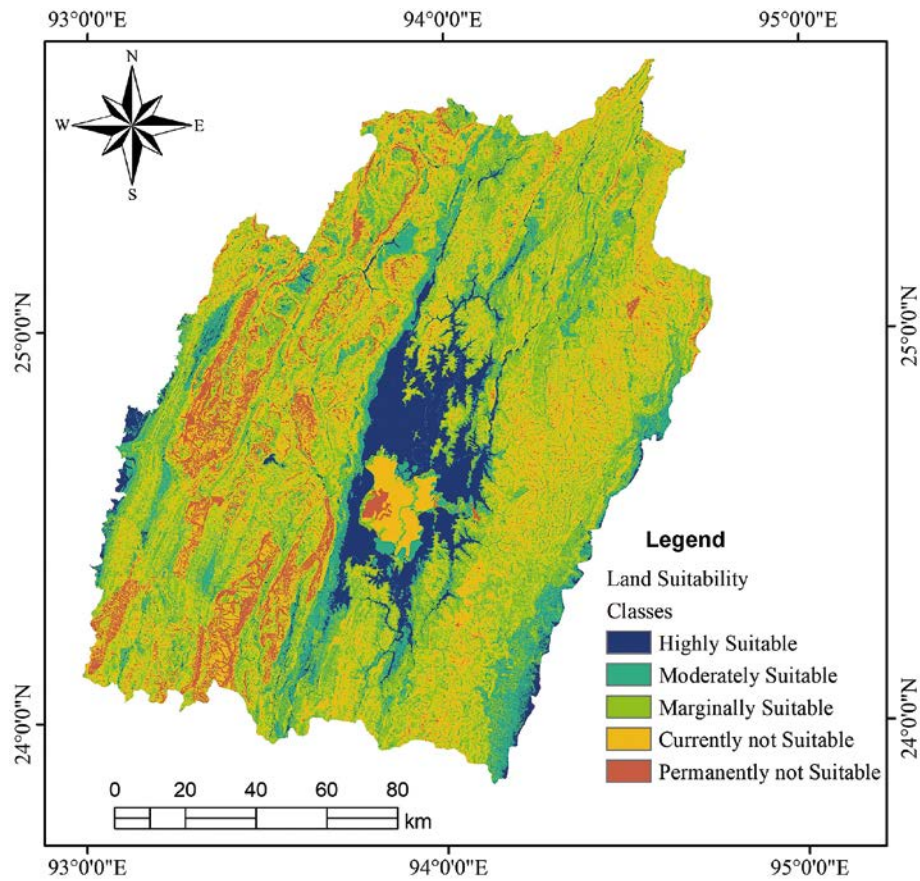 93°0'0"E 94°0'0"E 95°0'0"E
N
W E
S
25°0'0"N 25°0'0"N
Legend
Land Suitability
Classes
Highly Suitable
Moderately Suitable
Marginally Suitable
Currently not Suitable
Permanently not Suitable
24°0'0"N 24°0'0"N
0 20 40 60 80
km
93°0'0"E 94°0'0"E 95°0'0"E